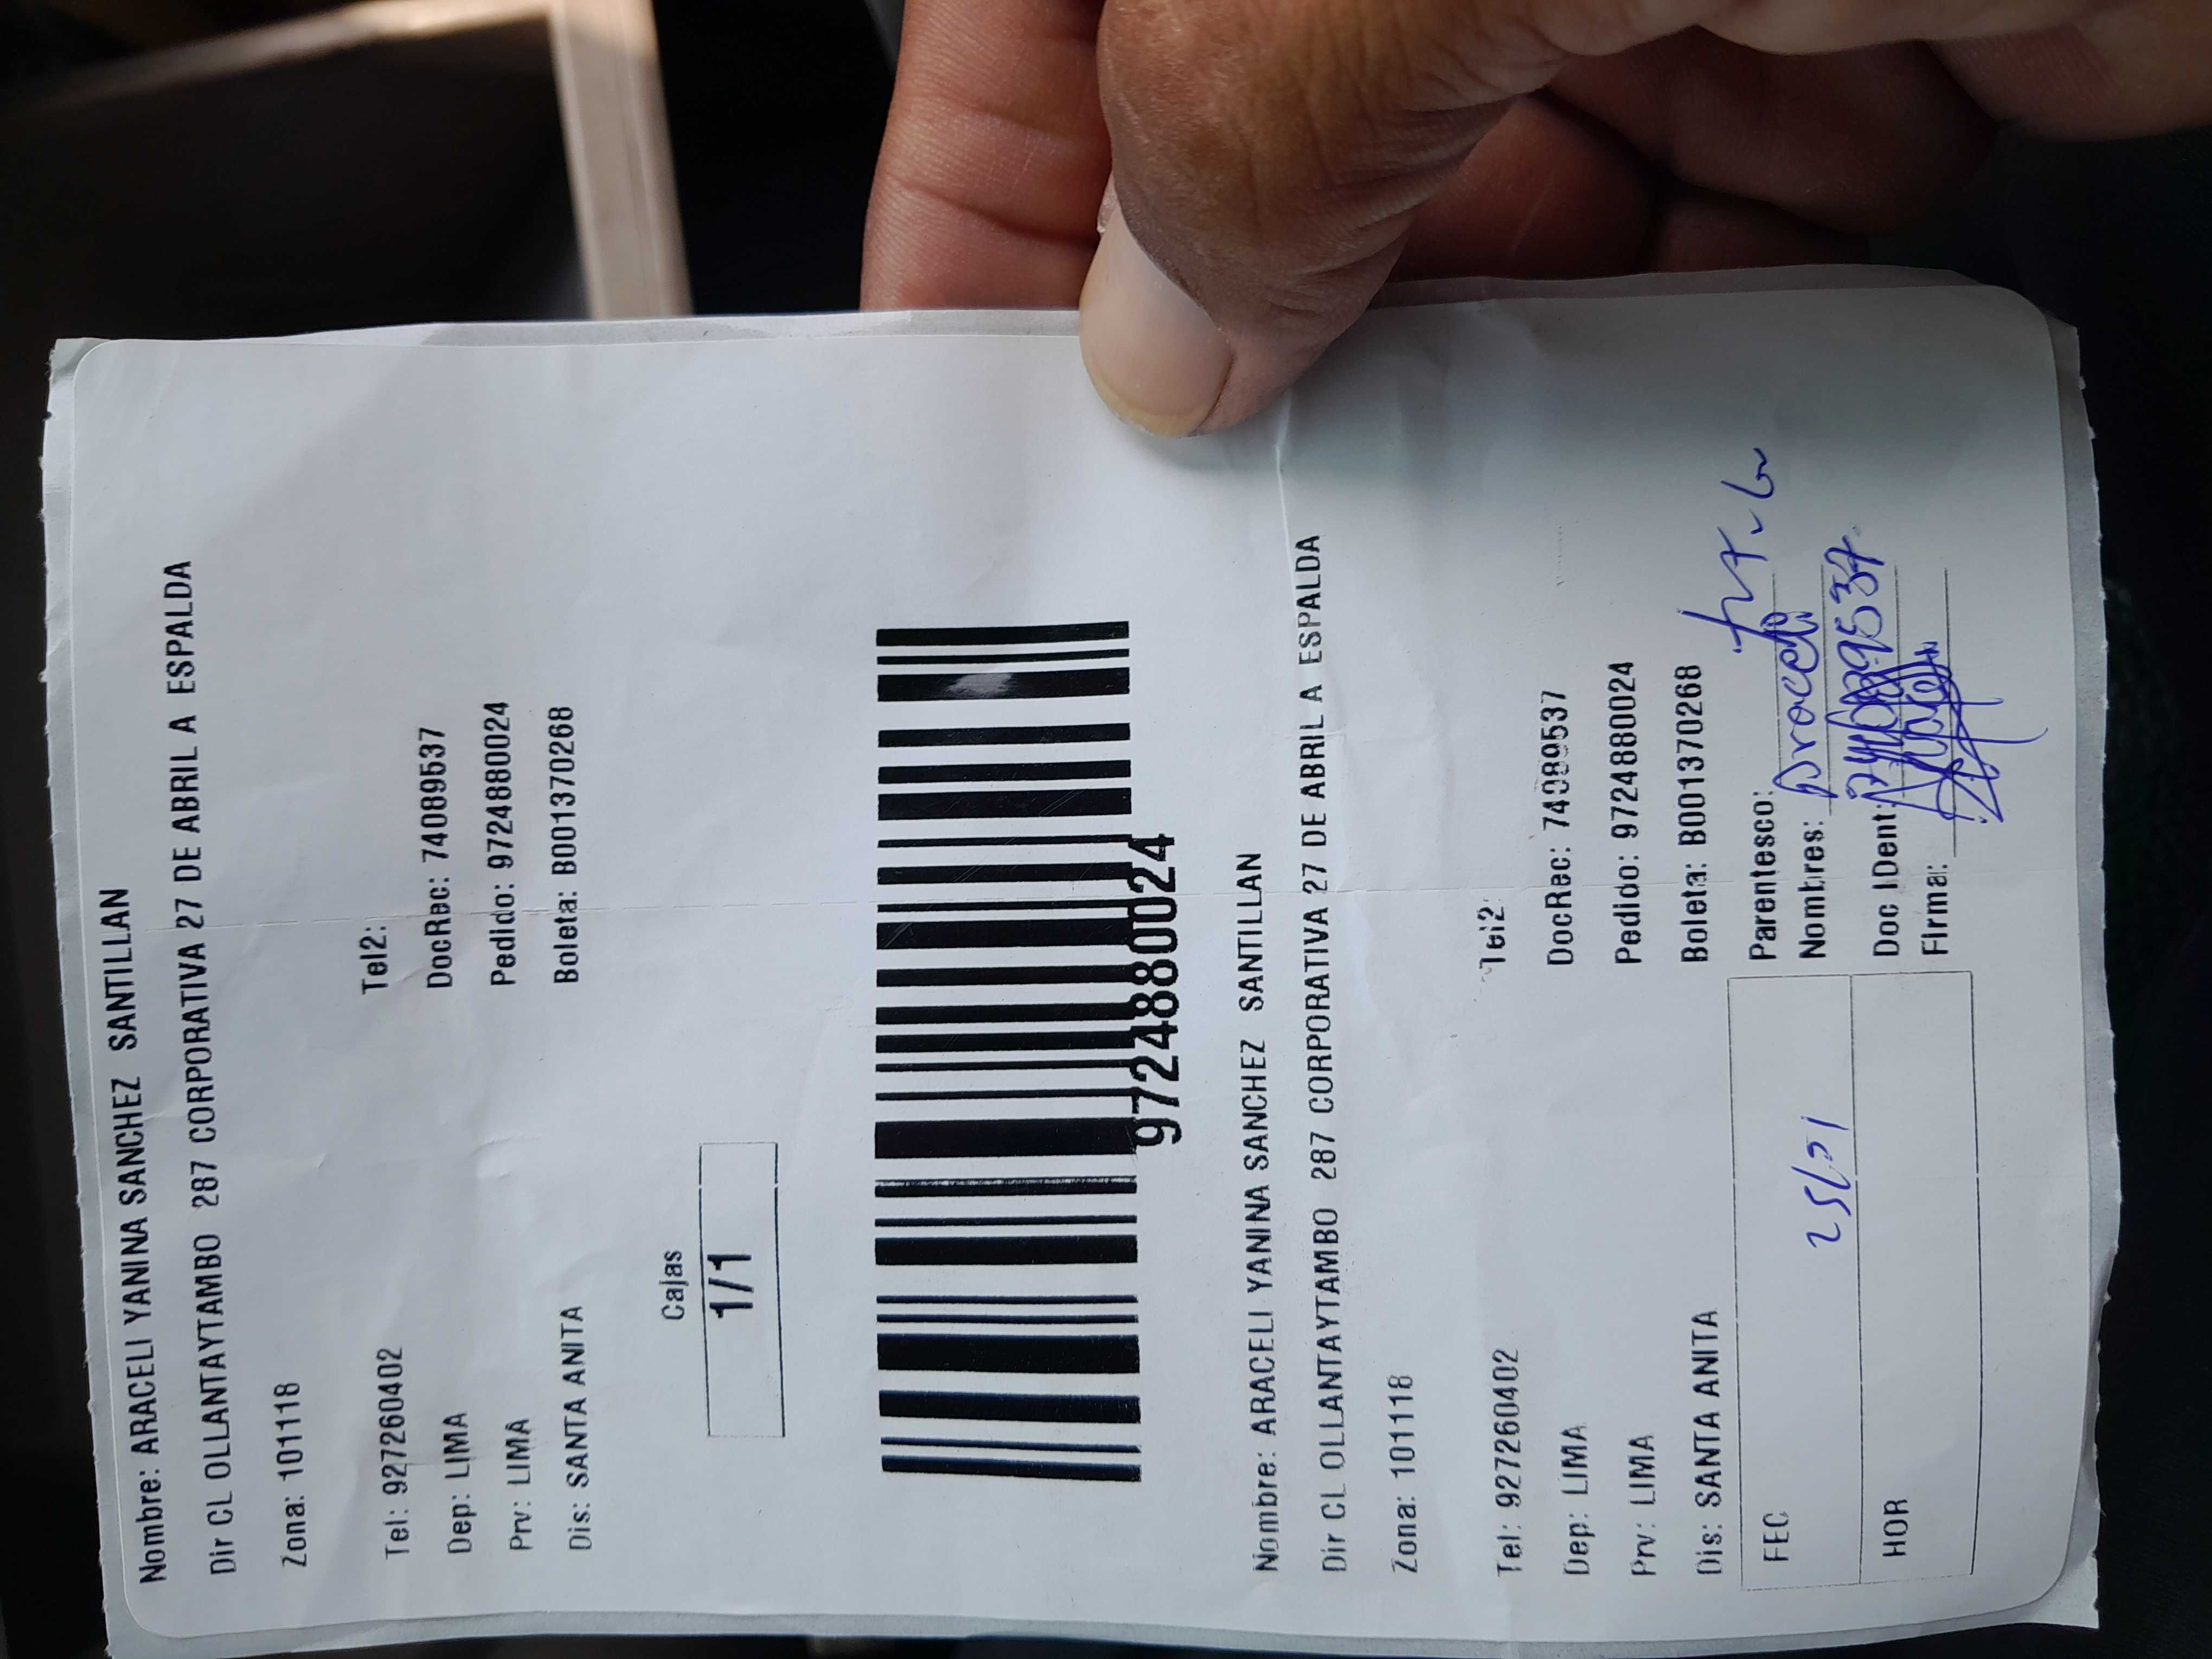 Nombre: ARACELI YANINA SANCHEZ SANTILLAN
Dir CL OLLANTAYTAMBO 287 CORPORATIVA 27 DE ABRIL A ESPALDA
Zona: 101118
Tel: 927260402 Tel2:
Dep: LIMA DocRec: 74089537
Prv: LIMA Pedido: 9724880024
Dis: SANTA ANITA Boleta: B001370268
Cajas
1/1
9724880024
Nombre: ARACELI YANINA SANCHEZ SANTILLAN
Dir CL OLLANTAYTAMBO 287 CORPORATIVA 27 DE ABRIL A ESPALDA
Zona: 101118
Tel: 927260402 Tel2:
Dep: LIMA DocRec: 74089537
Prv: LIMA Pedido: 9724880024
Dis: SANTA ANITA Boleta: B001370268
FEC 25/01 Parentesco:
Nombres: Araceli
HOR Doc IDent:
Firma: